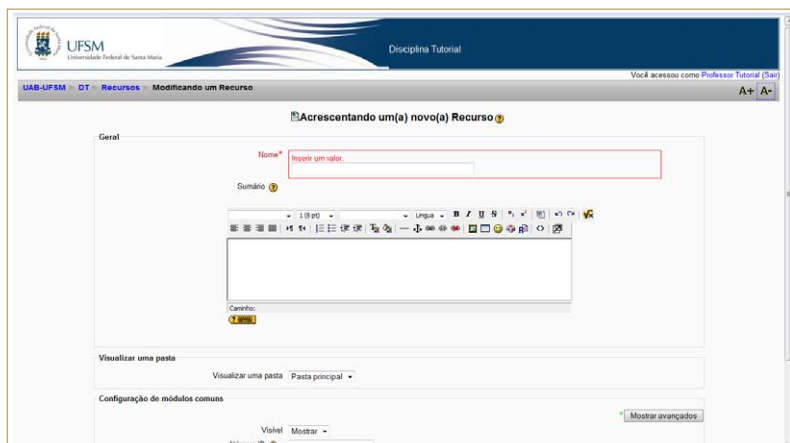 UFSM
Universidade Federal de Santa Maria
Disciplina Tutorial
Você acessou como Professor Tutorial (Sair)
UAB-UFSM DT Recursos Modificando um Recurso
A+ A-
Acrescentando um(a) novo(a) Recurso
Geral
Nome* Inserir um valor.
Sumário
1 (8 pt) Língua B I U S
Caminho:
Visualizar uma pasta
Visualizar uma pasta Pasta principal
Configuração de módulos comuns
* Mostrar avançados
Visível Mostrar